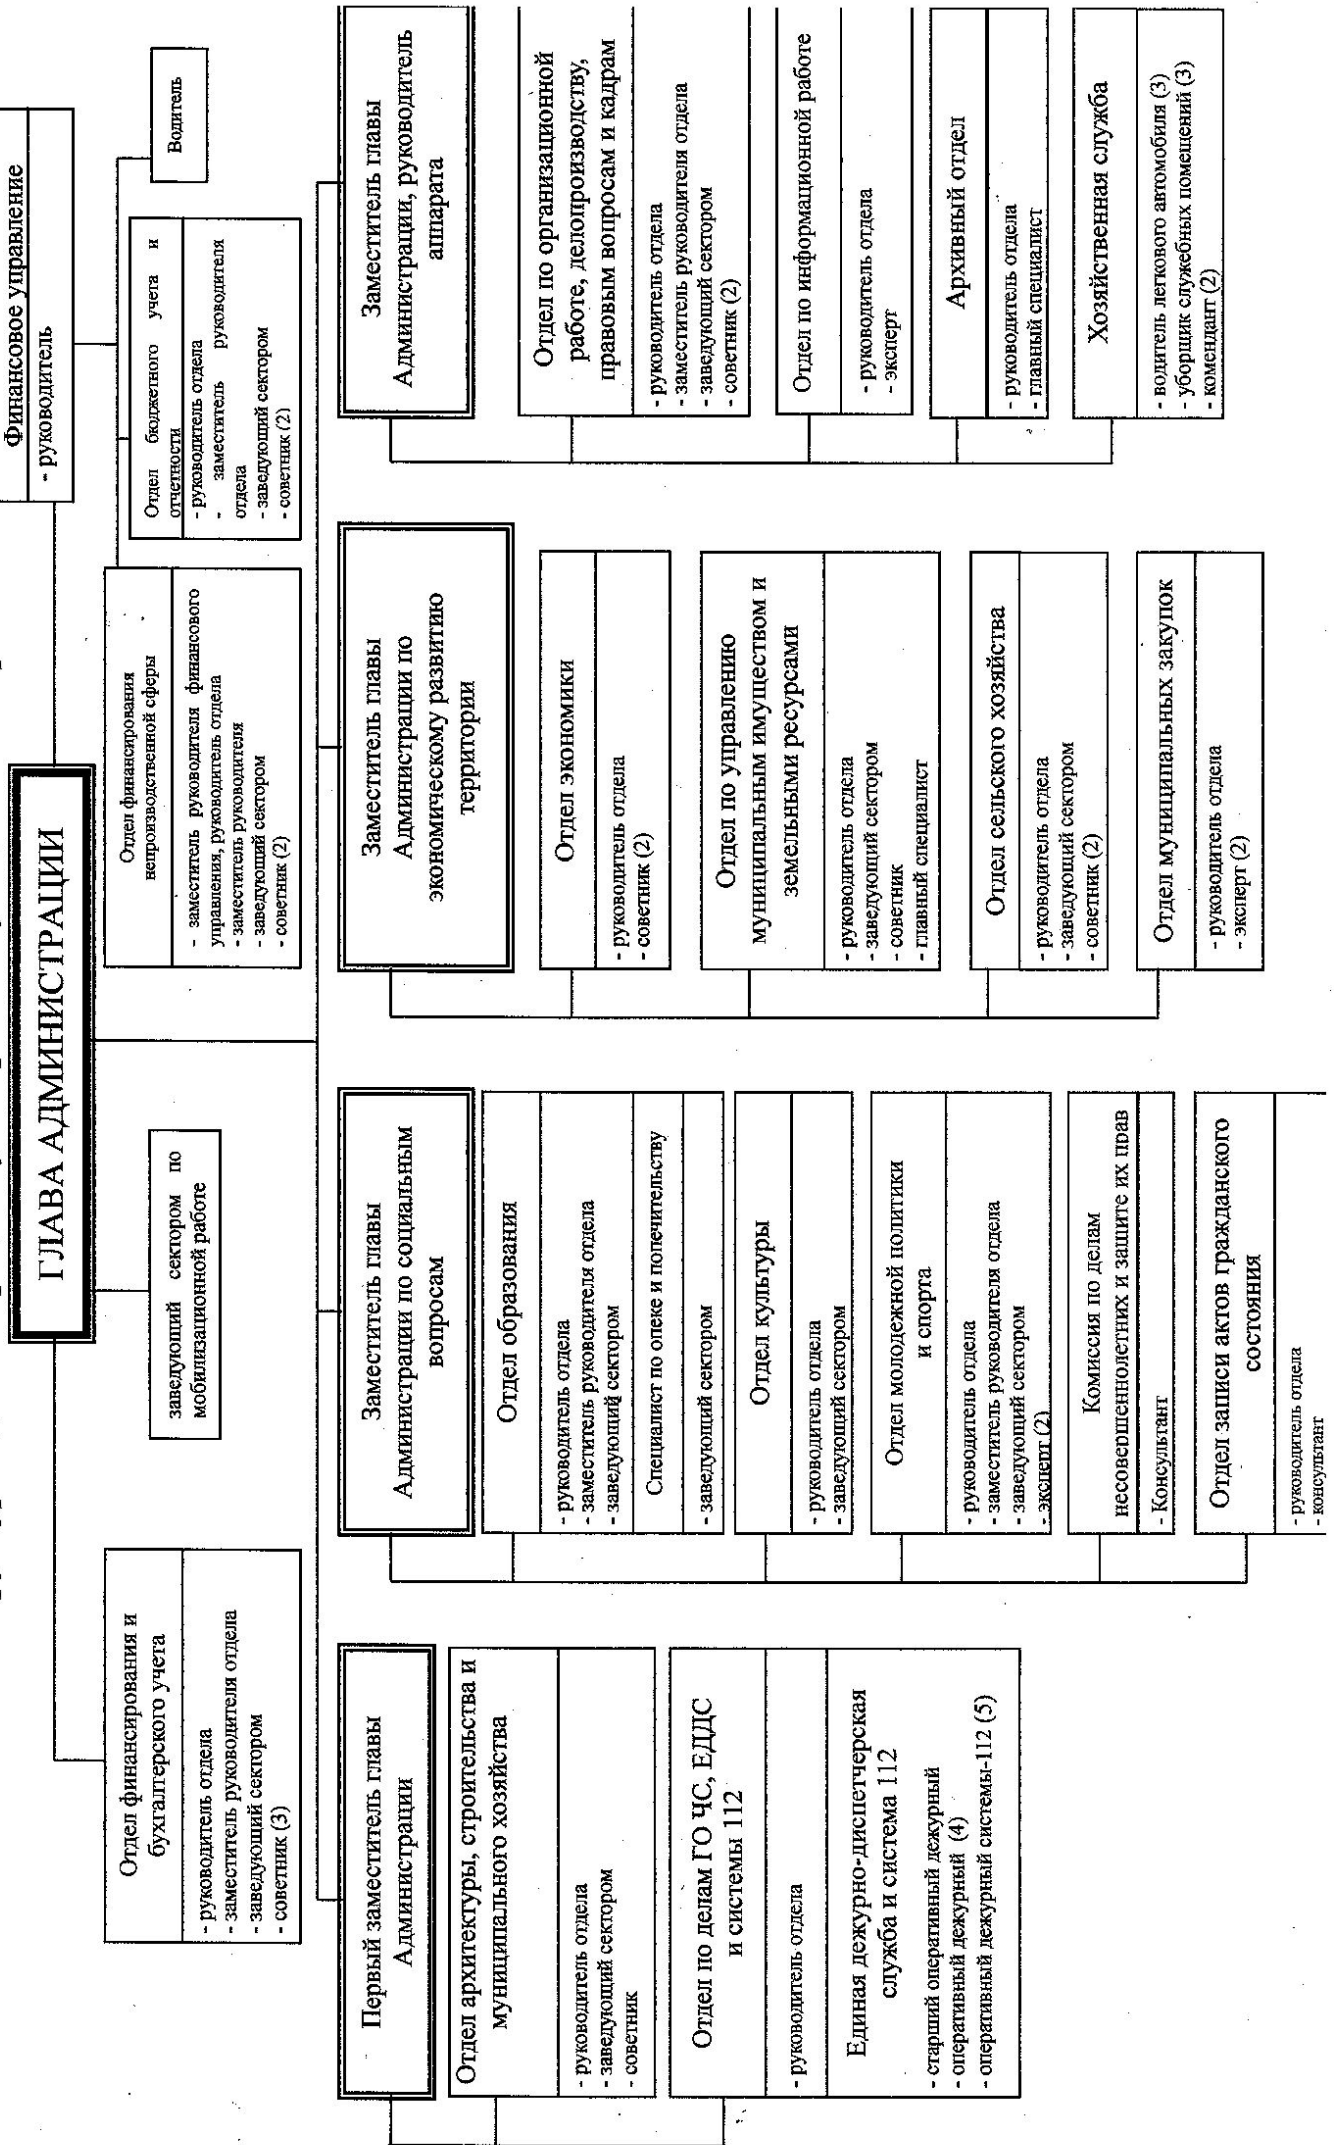 ГЛАВА АДМИНИСТРАЦИИ
Финансовое управление
- руководитель
Отдел финансирования и
бухгалтерского учета
- руководитель отдела
- заместитель руководителя отдела
- заведующий сектором
- советник (3)
заведующий сектором по
мобилизационной работе
Отдел финансирования
непроизводственной сферы
- заместитель руководителя финансового
управления, руководитель отдела
- заместитель руководителя
- заведующий сектором
- советник (2)
Отдел бюджетного учета и
отчетности
- руководитель отдела
- заместитель руководителя
отдела
- заведующий сектором
- советник (2)
Водитель
Первый заместитель главы
Администрации
Отдел архитектуры, строительства и
муниципального хозяйства
- руководитель отдела
- заведующий сектором
- советник
Отдел по делам ГО ЧС, ЕДДС
и системы 112
- руководитель отдела
Единая дежурно-диспетчерская
служба и система 112
- старший оперативный дежурный
- оперативный дежурный (4)
- оперативный дежурный системы-112 (5)
Заместитель главы
Администрации по социальным
вопросам
Отдел образования
- руководитель отдела
- заместитель руководителя отдела
- заведующий сектором
Специалист по опеке и попечительству
- заведующий сектором
Отдел культуры
- руководитель отдела
- заведующий сектором
Отдел молодежной политики
и спорта
- руководитель отдела
- заместитель руководителя отдела
- заведующий сектором
- эксперт (2)
Комиссия по делам
несовершеннолетних и защите их прав
- Консультант
Отдел записи актов гражданского
состояния
- руководитель отдела
- консультант
Заместитель главы
Администрации по
экономическому развитию
территории
Отдел экономики
- руководитель отдела
- советник (2)
Отдел по управлению
муниципальным имуществом и
земельными ресурсами
- руководитель отдела
- заведующий сектором
- советник
- главный специалист
Отдел сельского хозяйства
- руководитель отдела
- заведующий сектором
- советник (2)
Отдел муниципальных закупок
- руководитель отдела
- эксперт (2)
Заместитель главы
Администрации, руководитель
аппарата
Отдел по организационной
работе, делопроизводству,
правовым вопросам и кадрам
- руководитель отдела
- заместитель руководителя отдела
- заведующий сектором
- советник (2)
Отдел по информационной работе
- руководитель отдела
- эксперт
Архивный отдел
- руководитель отдела
- главный специалист
Хозяйственная служба
- водитель легкового автомобиля (3)
- уборщик служебных помещений (3)
- комендант (2)